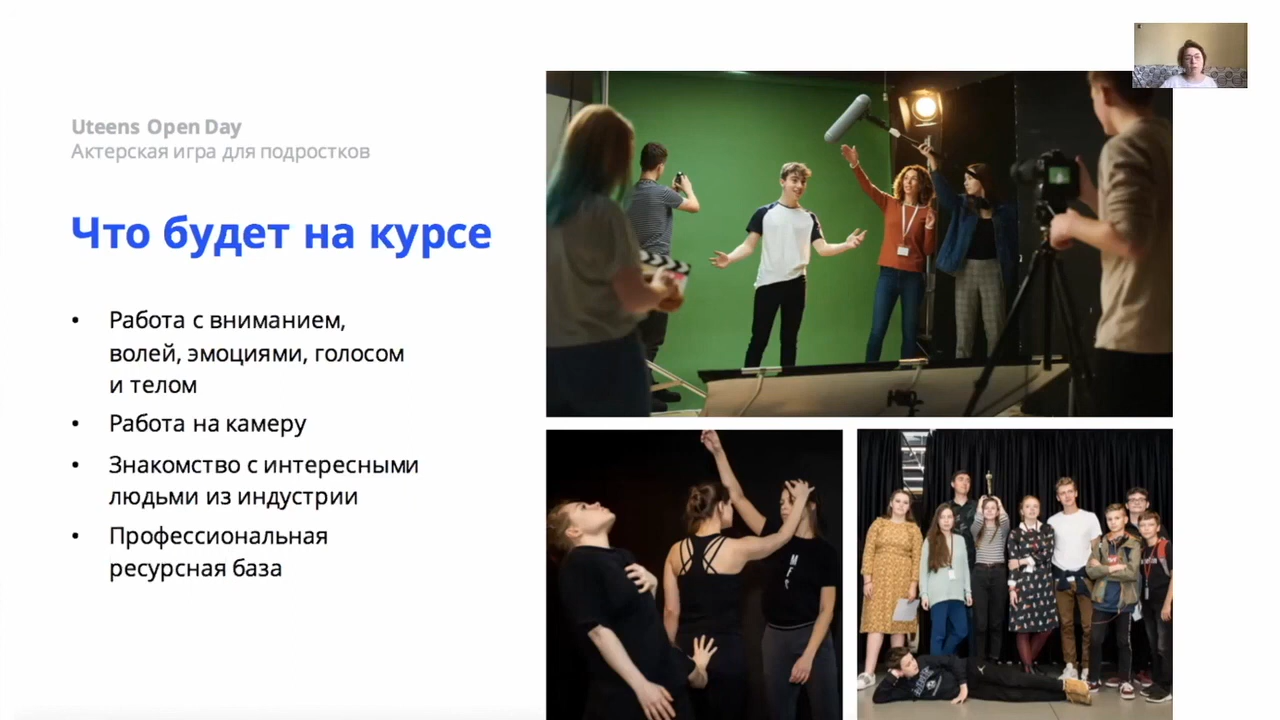 Uteens Open Day
Актерская игра для подростков
Что будет на курсе
• Работа с вниманием,
волей, эмоциями, голосом
и телом
• Работа на камеру
• Знакомство с интересными
людьми из индустрии
• Профессиональная
ресурсная база